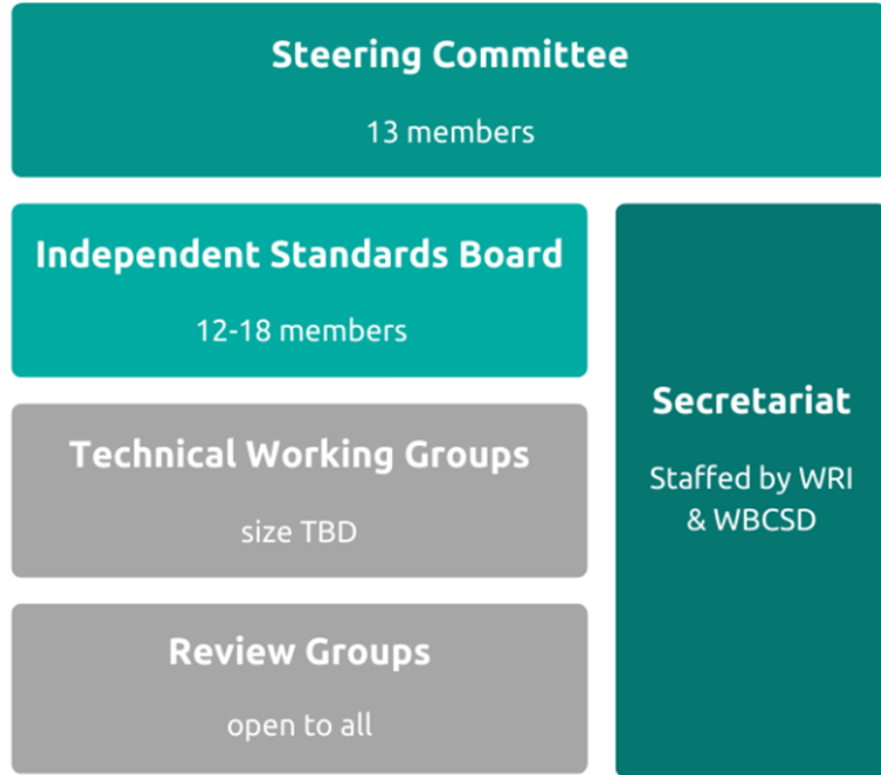 Steering Committee
13 members
Independent Standards Board
12-18 members
Technical Working Groups
size TBD
Review Groups
open to all
Secretariat
Staffed by WRI
& WBCSD